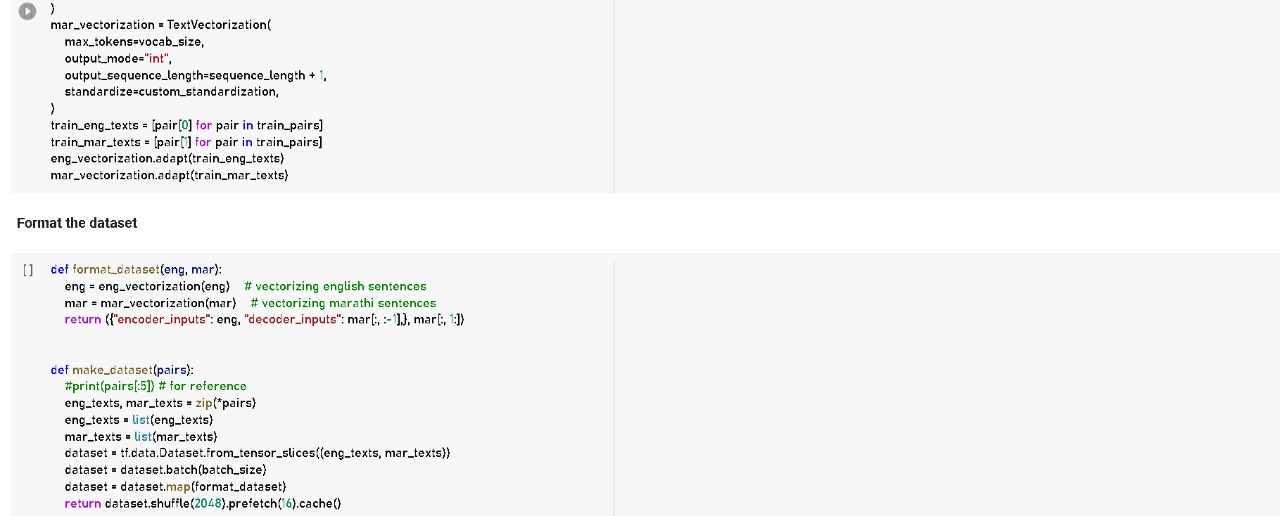 )
mar_vectorization = TextVectorization(
max_tokens=vocab_size,
output_mode="int",
output_sequence_length=sequence_length + 1,
standardize=custom_standardization,
)
train_eng_texts = [pair[0] for pair in train_pairs]
train_mar_texts = [pair[1] for pair in train_pairs]
eng_vectorization.adapt(train_eng_texts)
mar_vectorization.adapt(train_mar_texts)
Format the dataset
[ ] def format_dataset(eng, mar):
eng = eng_vectorization(eng) # vectorizing english sentences
mar = mar_vectorization(mar) # vectorizing marathi sentences
return ({"encoder_inputs": eng, "decoder_inputs": mar[:, :-1],}, mar[:, 1:])
def make_dataset(pairs):
#print(pairs[:5]) # for reference
eng_texts, mar_texts = zip(*pairs)
eng_texts = list(eng_texts)
mar_texts = list(mar_texts)
dataset = tf.data.Dataset.from_tensor_slices((eng_texts, mar_texts))
dataset = dataset.batch(batch_size)
dataset = dataset.map(format_dataset)
return dataset.shuffle(2048).prefetch(16).cache()